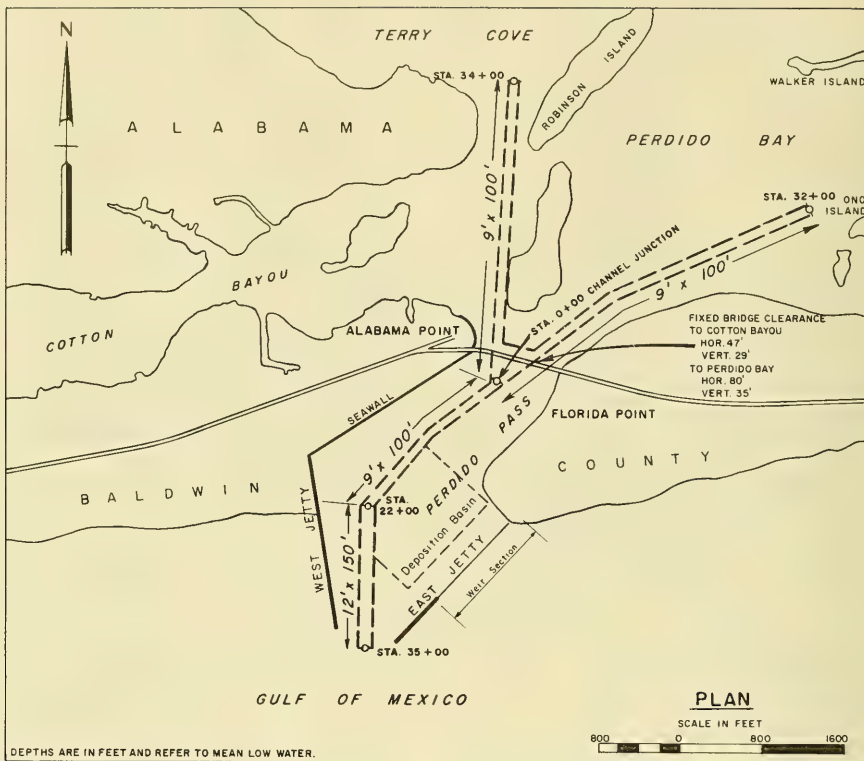 N
TERRY COVE
STA. 34+00
ROBINSON ISLAND
WALKER ISLAND
ALABAMA
PERDIDO BAY
9' x 100'
STA. 32+00
ONO
ISLAND
BAYOU
COTTON
STA. 0+00 CHANNEL JUNCTION
9' x 100'
ALABAMA POINT
FIXED BRIDGE CLEARANCE
TO COTTON BAYOU
HOR. 47'
VERT. 29'
TO PERDIDO BAY
HOR. 80'
VERT. 35'
SEAWALL
FLORIDA POINT
9' x 100'
PERDIDO PASS
COUNTY
BALDWIN
STA.
22+00
WEST JETTY
Deposition Basin
12' x 150'
EAST JETTY
Weir Section
STA. 35+00
GULF OF MEXICO
PLAN
SCALE IN FEET
800 0 800 1600
DEPTHS ARE IN FEET AND REFER TO MEAN LOW WATER.